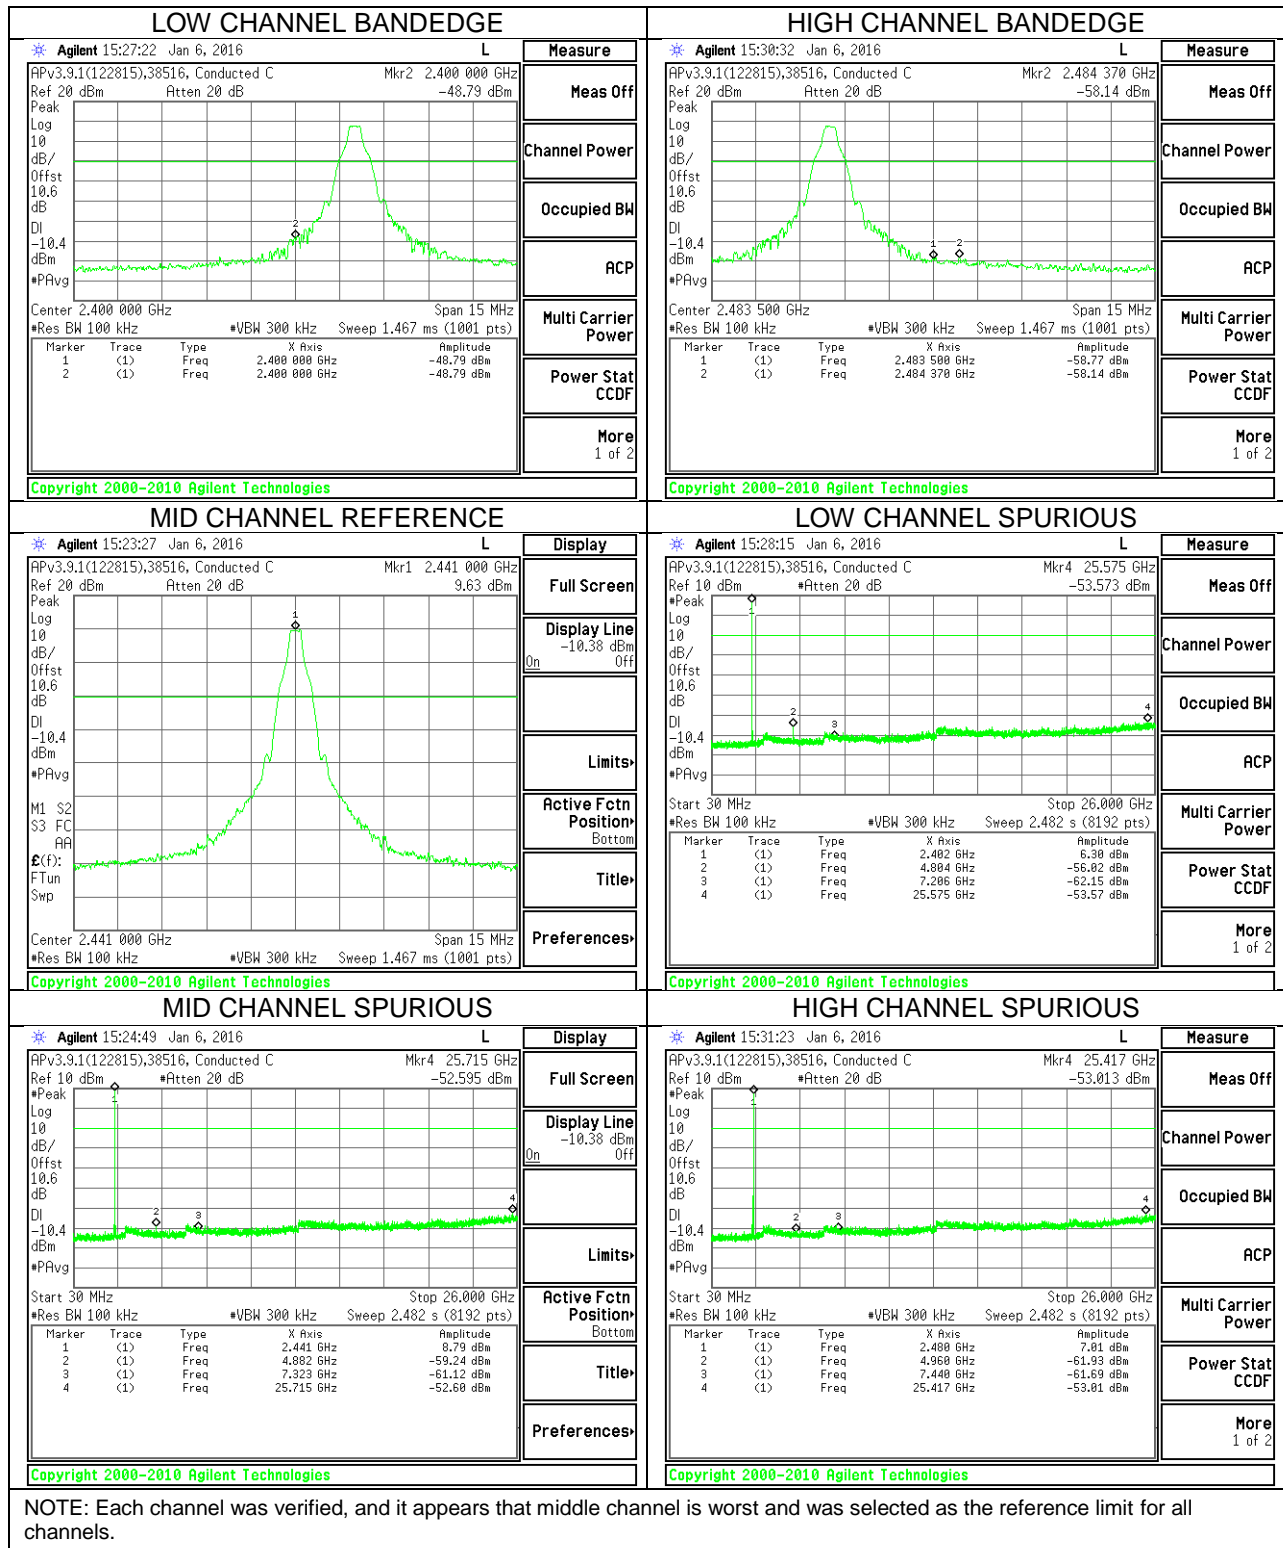 LOW CHANNEL BANDEDGE
Agilent 15:27:22 Jan 6, 2016 L Measure
APv3.9.1(122815),38516, Conducted C Mkr2 2.400 000 GHz
Ref 20 dBm Atten 20 dB -48.79 dBm Meas Off
Peak
Log
10
dB/
Channel Power
Offst
10.6
dB
Occupied BW
2
DI
-10.4
dBm
ACP
#PAvg
Center 2.400 000 GHz Span 15 MHz
#Res BW 100 kHz #VBW 300 kHz Sweep 1.467 ms (1001 pts)
Multi Carrier
Power
Marker Trace Type X Axis Amplitude
1 (1) Freq 2.400 000 GHz -48.79 dBm
2 (1) Freq 2.400 000 GHz -48.79 dBm
Power Stat
CCDF
More
1 of 2
Copyright 2000-2010 Agilent Technologies
HIGH CHANNEL BANDEDGE
Agilent 15:30:32 Jan 6, 2016 L Measure
APv3.9.1(122815),38516, Conducted C Mkr2 2.484 370 GHz
Ref 20 dBm Atten 20 dB -58.14 dBm Meas Off
Peak
Log
10
dB/
Channel Power
Offst
10.6
dB
Occupied BW
DI
-10.4
1 2
dBm
ACP
#PAvg
Center 2.483 500 GHz Span 15 MHz
#Res BW 100 kHz #VBW 300 kHz Sweep 1.467 ms (1001 pts)
Multi Carrier
Power
Marker Trace Type X Axis Amplitude
1 (1) Freq 2.483 500 GHz -58.77 dBm
2 (1) Freq 2.484 370 GHz -58.14 dBm
Power Stat
CCDF
More
1 of 2
Copyright 2000-2010 Agilent Technologies
MID CHANNEL REFERENCE
Agilent 15:23:27 Jan 6, 2016 L Display
APv3.9.1(122815),38516, Conducted C Mkr1 2.441 000 GHz
Ref 20 dBm Atten 20 dB 9.63 dBm Full Screen
Peak
Log
1
10
dB/
Display Line
-10.38 dBm
On Off
Offst
10.6
dB
DI
-10.4
dBm
Limits
#PAvg
M1 S2
S3 FC
AA
Active Fctn
Position
Bottom
£(f):
FTun
Swp
Title
Center 2.441 000 GHz Span 15 MHz
#Res BW 100 kHz #VBW 300 kHz Sweep 1.467 ms (1001 pts)
Preferences
Copyright 2000-2010 Agilent Technologies
LOW CHANNEL SPURIOUS
Agilent 15:28:15 Jan 6, 2016 L Measure
APv3.9.1(122815),38516, Conducted C Mkr4 25.575 GHz
Ref 10 dBm #Atten 20 dB -53.573 dBm Meas Off
#Peak
1
Log
10
dB/
Channel Power
Offst
10.6
dB
Occupied BW
2 3 4
DI
-10.4
dBm
ACP
#PAvg
Start 30 MHz Stop 26.000 GHz
#Res BW 100 kHz #VBW 300 kHz Sweep 2.482 s (8192 pts)
Multi Carrier
Power
Marker Trace Type X Axis Amplitude
1 (1) Freq 2.402 GHz 6.30 dBm
2 (1) Freq 4.804 GHz -56.02 dBm
3 (1) Freq 7.206 GHz -62.15 dBm
4 (1) Freq 25.575 GHz -53.57 dBm
Power Stat
CCDF
More
1 of 2
Copyright 2000-2010 Agilent Technologies
MID CHANNEL SPURIOUS
Agilent 15:24:49 Jan 6, 2016 L Display
APv3.9.1(122815),38516, Conducted C Mkr4 25.715 GHz
Ref 10 dBm #Atten 20 dB -52.595 dBm Full Screen
#Peak
1
Log
10
dB/
Display Line
-10.38 dBm
On Off
Offst
10.6
dB
2 3 4
DI
-10.4
dBm
Limits
#PAvg
Start 30 MHz Stop 26.000 GHz
#Res BW 100 kHz #VBW 300 kHz Sweep 2.482 s (8192 pts)
Active Fctn
Position
Bottom
Marker Trace Type X Axis Amplitude
1 (1) Freq 2.441 GHz 8.79 dBm
2 (1) Freq 4.882 GHz -59.24 dBm
3 (1) Freq 7.323 GHz -61.12 dBm
4 (1) Freq 25.715 GHz -52.60 dBm
Title
Preferences
Copyright 2000-2010 Agilent Technologies
HIGH CHANNEL SPURIOUS
Agilent 15:31:23 Jan 6, 2016 L Measure
APv3.9.1(122815),38516, Conducted C Mkr4 25.417 GHz
Ref 10 dBm #Atten 20 dB -53.013 dBm Meas Off
#Peak
1
Log
10
dB/
Channel Power
Offst
10.6
dB
Occupied BW
2 3 4
DI
-10.4
dBm
ACP
#PAvg
Start 30 MHz Stop 26.000 GHz
#Res BW 100 kHz #VBW 300 kHz Sweep 2.482 s (8192 pts)
Multi Carrier
Power
Marker Trace Type X Axis Amplitude
1 (1) Freq 2.480 GHz 7.01 dBm
2 (1) Freq 4.960 GHz -61.93 dBm
3 (1) Freq 7.440 GHz -61.69 dBm
4 (1) Freq 25.417 GHz -53.01 dBm
Power Stat
CCDF
More
1 of 2
Copyright 2000-2010 Agilent Technologies
NOTE: Each channel was verified, and it appears that middle channel is worst and was selected as the reference limit for all
channels.